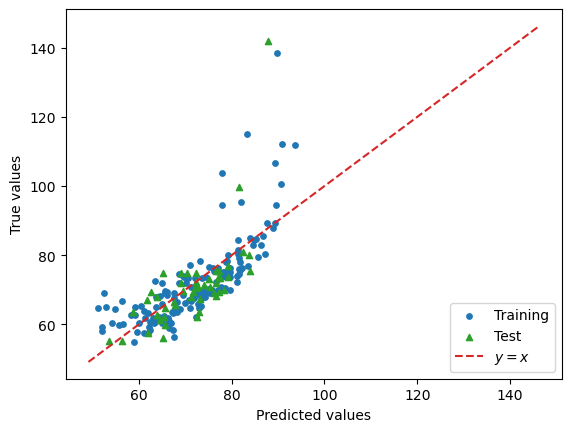 140
120
100
80
60
True values
60
80
100
120
140
Predicted values
Training
Test
y = x